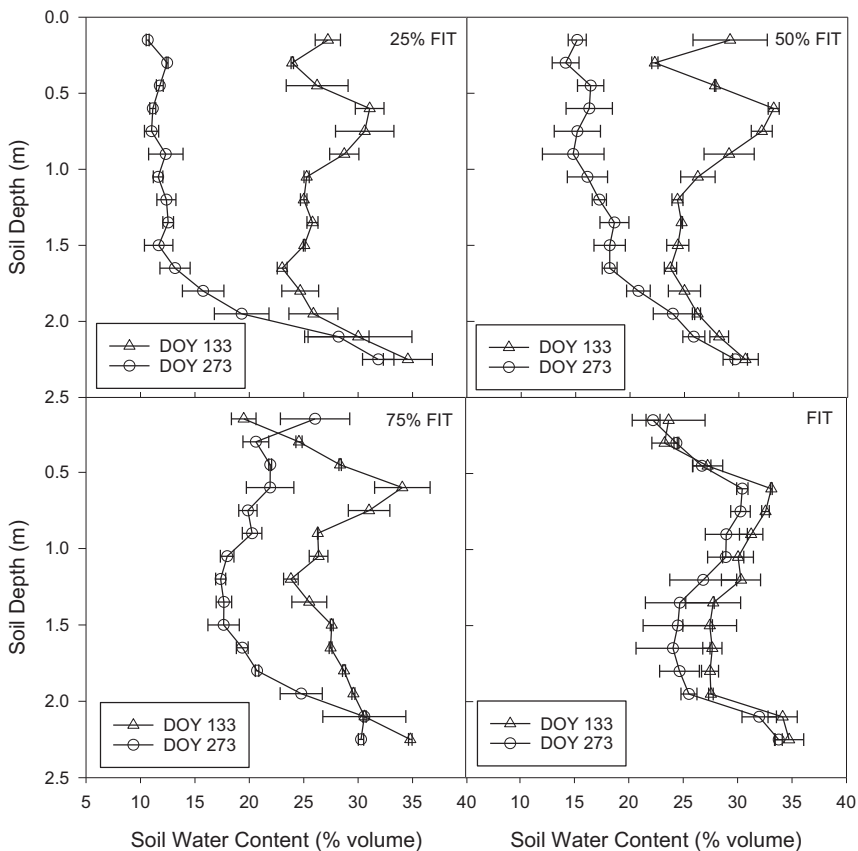 0.0
25% FIT
50% FIT
0.5
1.0
Soil Depth (m)
1.5
2.0
DOY 133
DOY 273
DOY 133
DOY 273
2.5
75% FIT
FIT
0.5
1.0
Soil Depth (m)
1.5
2.0
DOY 133
DOY 273
DOY 133
DOY 273
2.5
5 10 15 20 25 30 35 40 10 15 20 25 30 35 40
Soil Water Content (% volume)
Soil Water Content (% volume)